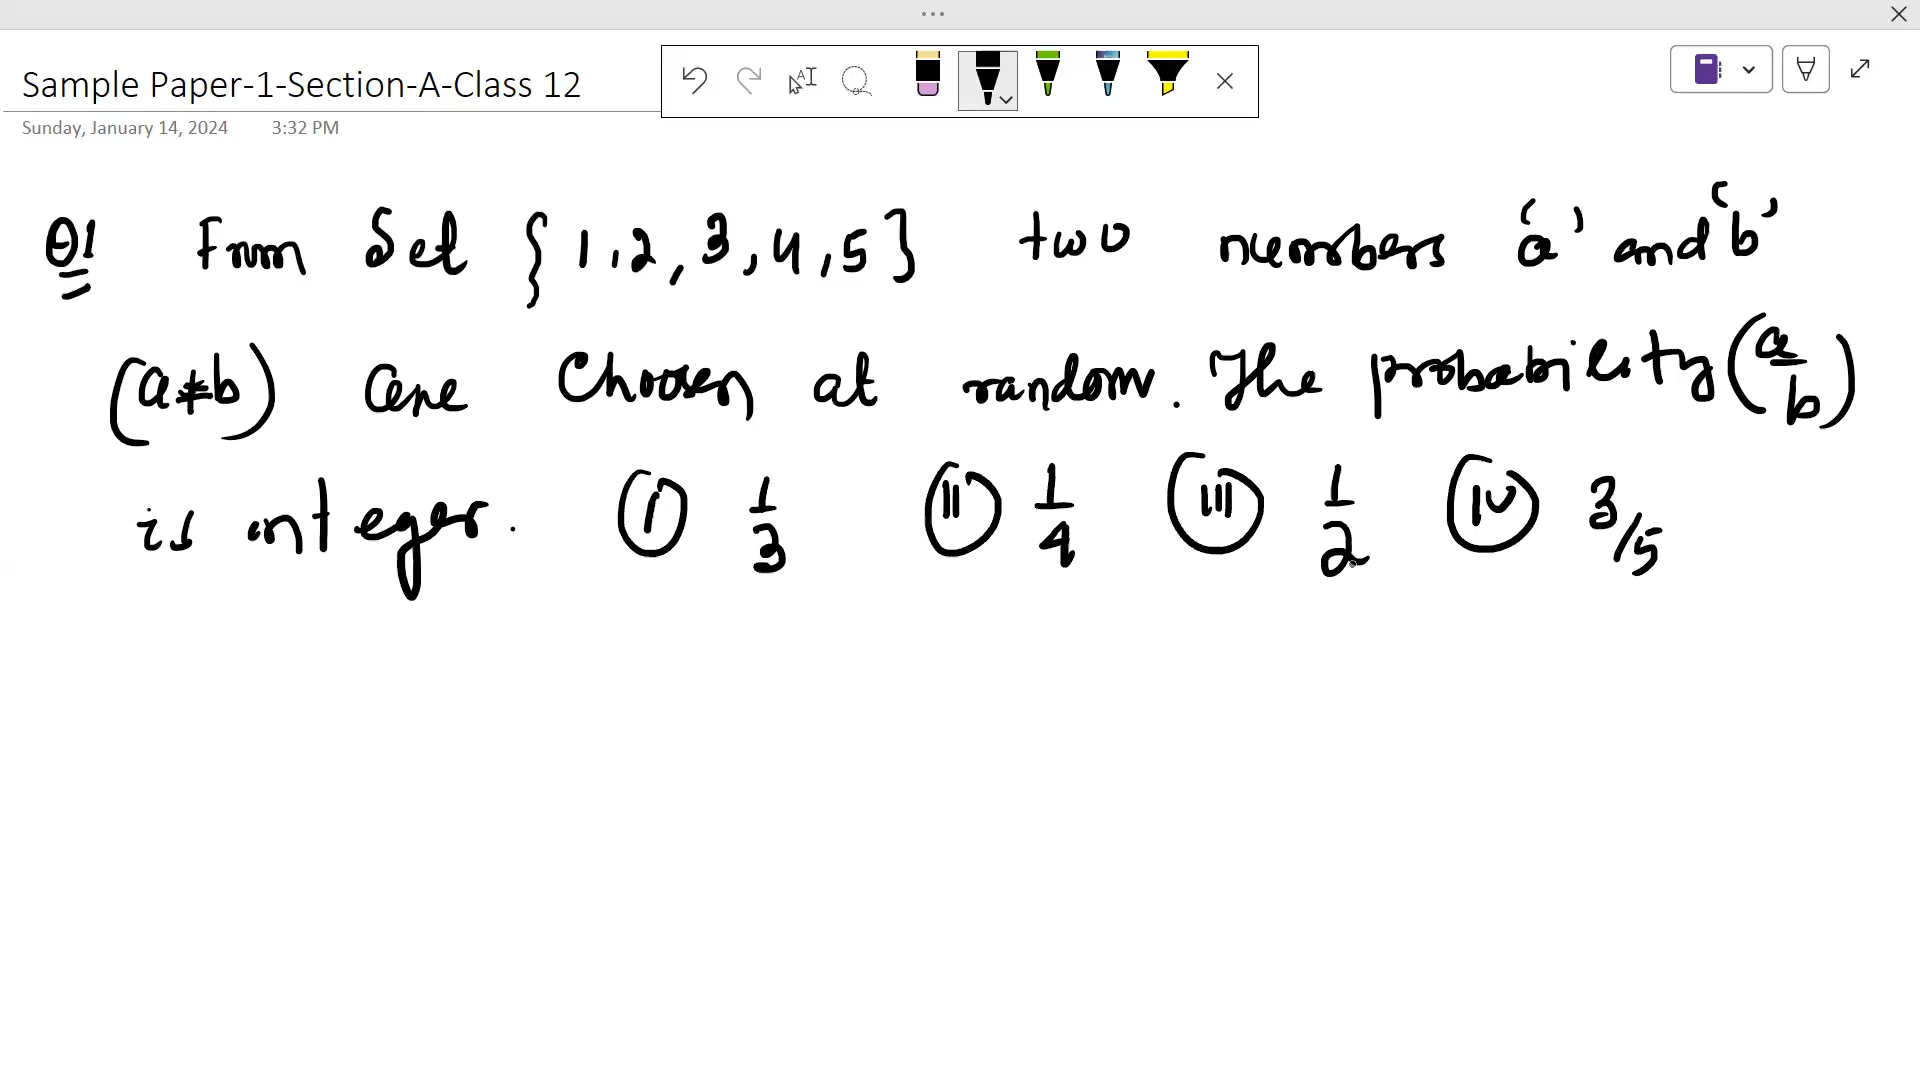 Sample Paper-1-Section-A-Class 12
Sunday, January 14, 2024 3:32 PM
Q1 From Set {1,2,3,4,5} two numbers 'a' and 'b'
(a≠b) are Choosen at random. The probability (a/b)
is integer. (i) 1/3 (ii) 1/4 (iii) 1/2 (iv) 3/5